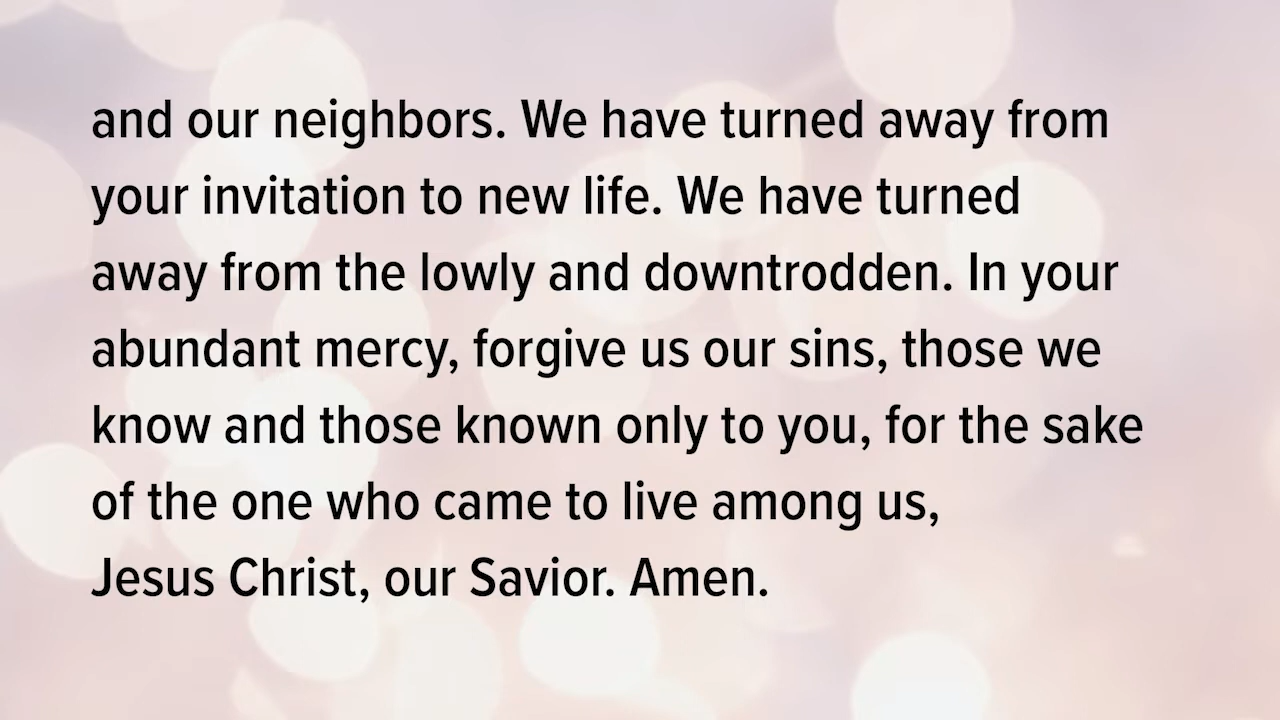 and our neighbors. We have turned away from
your invitation to new life. We have turned
away from the lowly and downtrodden. In your
abundant mercy, forgive us our sins, those we
know and those known only to you, for the sake
of the one who came to live among us,
Jesus Christ, our Savior. Amen.